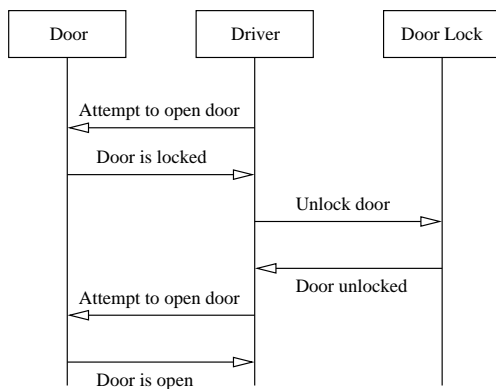 Door
Driver
Door Lock
Attempt to open door
Door is locked
Unlock door
Door unlocked
Attempt to open door
Door is open